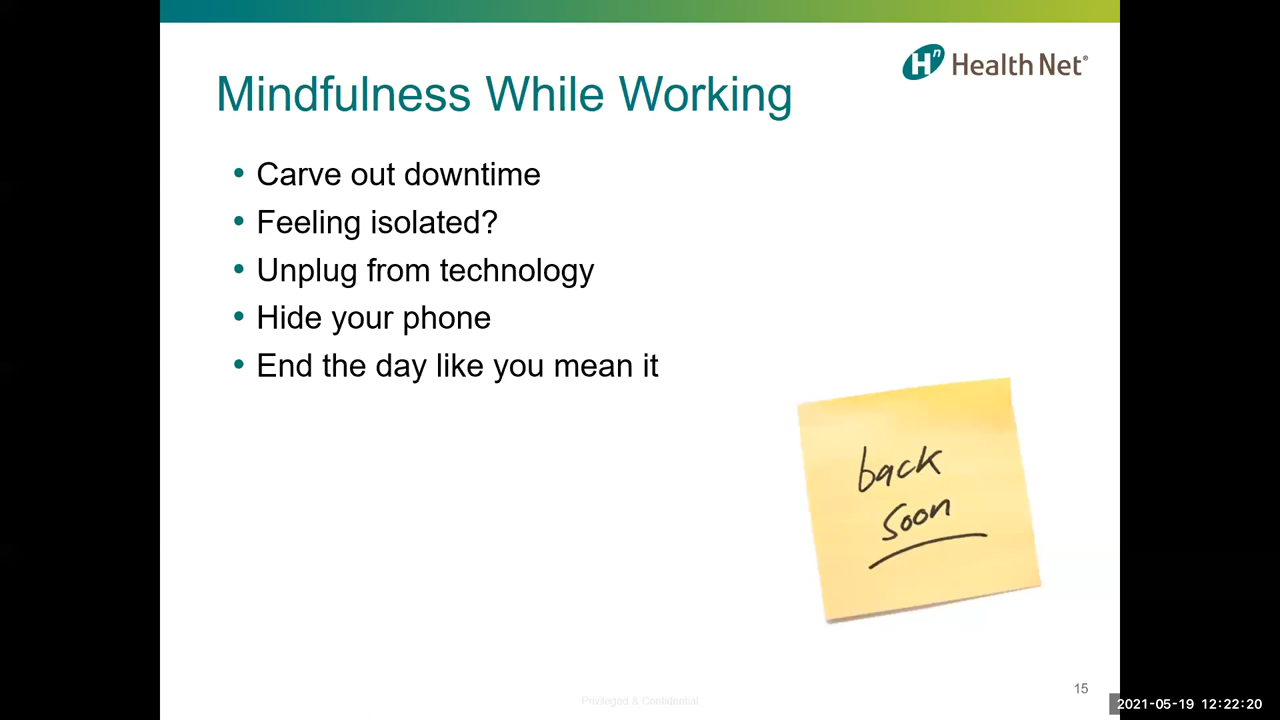 Hn Health Net®
Mindfulness While Working
• Carve out downtime
• Feeling isolated?
• Unplug from technology
• Hide your phone
• End the day like you mean it
back
soon
15
Privileged & Confidential
2021-05-19 12:22:20